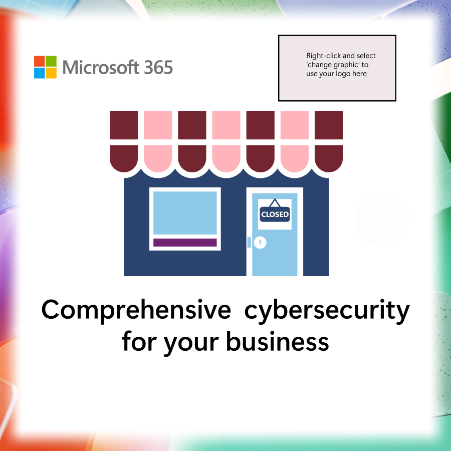 Microsoft 365
Right-click and select
'change graphic' to
use your logo here
CLOSED
Comprehensive cybersecurity
for your business